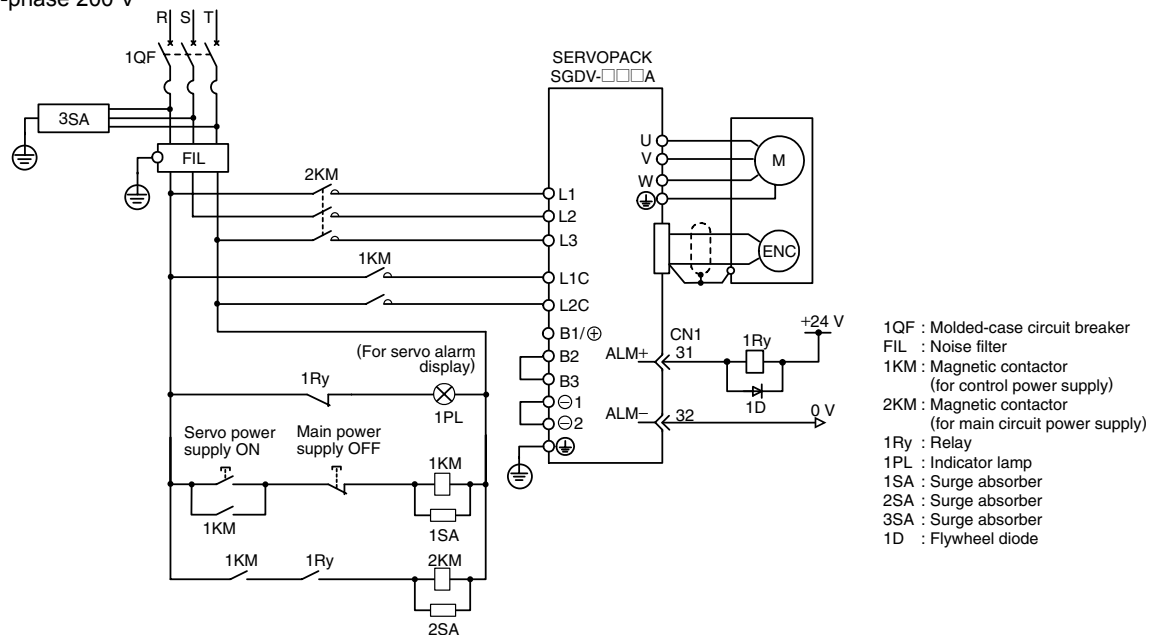 -phase 200 V
R S T
1QF
3SA
FIL
2KM
1KM
SERVOPACK
SGDV-□□□A
L1
L2
L3
L1C
L2C
B1/⊕
B2
B3
⊖1
⊖2
U
V
W
M
ENC
CN1
ALM+ 31
ALM− 32
1Ry
+24 V
1D
0 V
(For servo alarm
display)
1Ry
1PL
Servo power
supply ON
Main power
supply OFF
1KM
1KM
1SA
1KM
1Ry
2KM
2SA
1QF : Molded-case circuit breaker
FIL : Noise filter
1KM : Magnetic contactor
(for control power supply)
2KM : Magnetic contactor
(for main circuit power supply)
1Ry : Relay
1PL : Indicator lamp
1SA : Surge absorber
2SA : Surge absorber
3SA : Surge absorber
1D : Flywheel diode